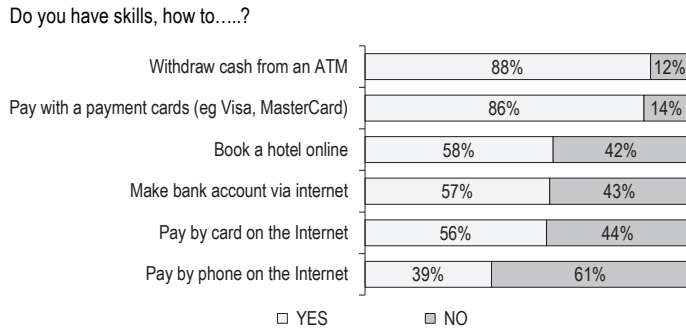 Do you have skills, how to…..?
Withdraw cash from an ATM 88% 12%
Pay with a payment cards (eg Visa, MasterCard) 86% 14%
Book a hotel online 58% 42%
Make bank account via internet 57% 43%
Pay by card on the Internet 56% 44%
Pay by phone on the Internet 39% 61%
YES NO